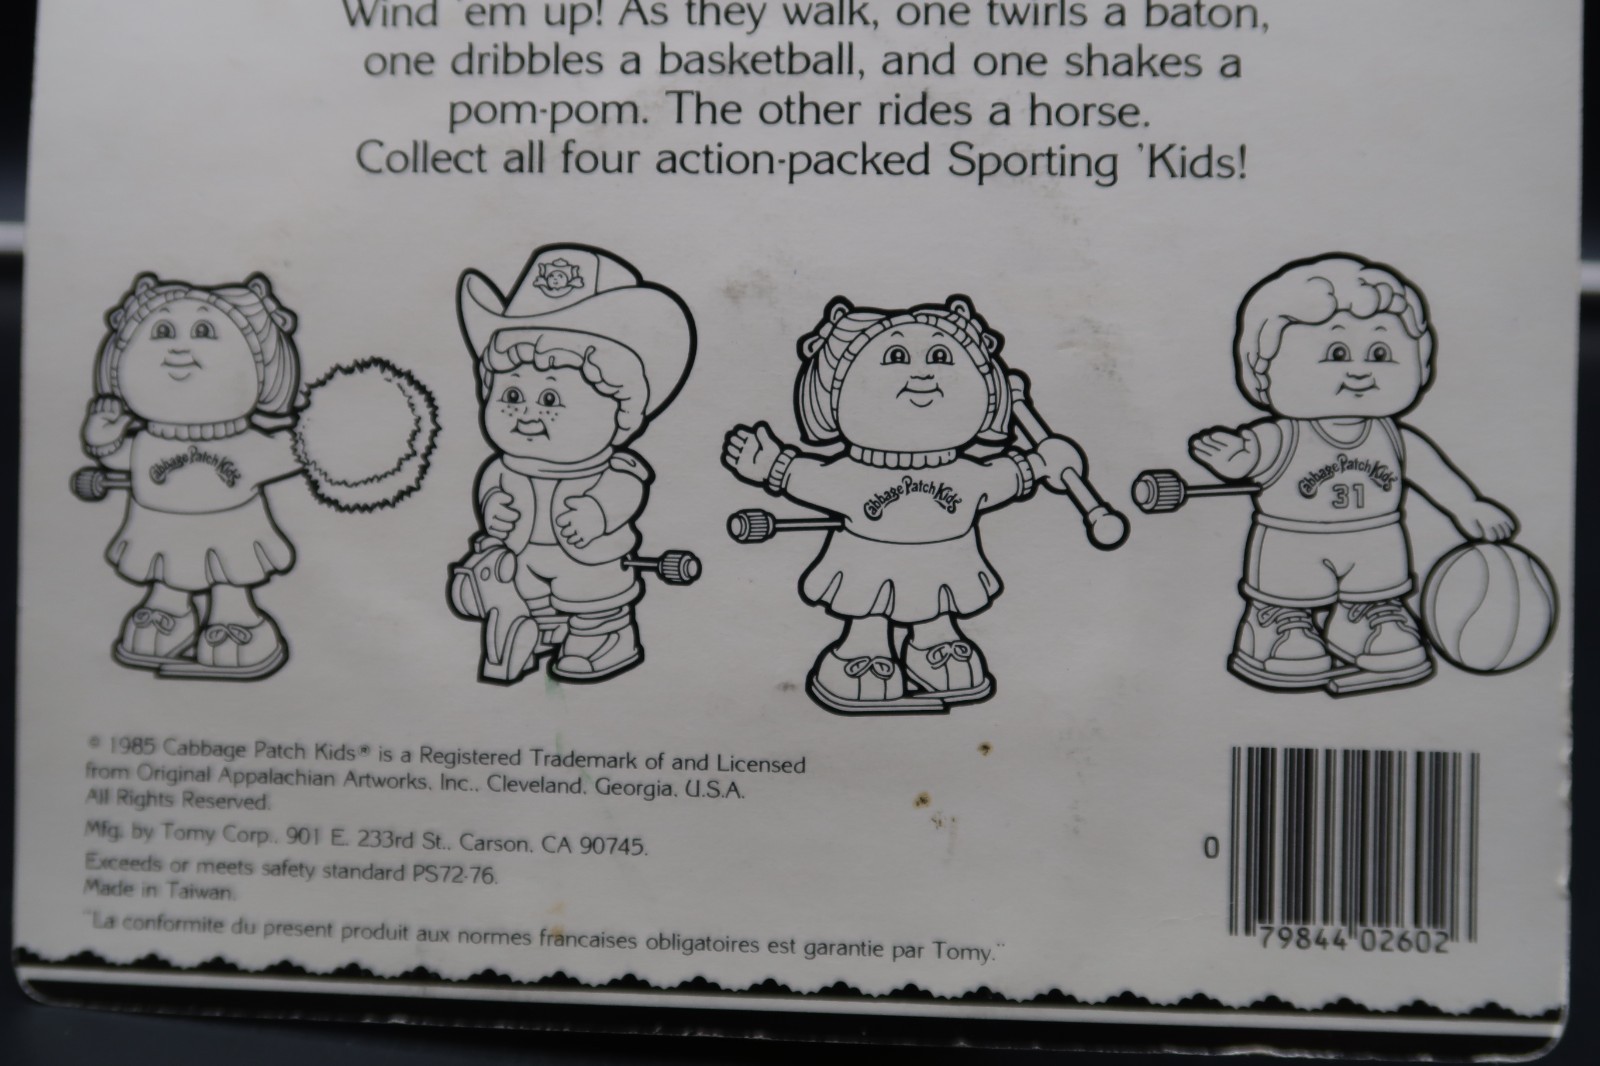 Wind 'em up! As they walk, one twirls a baton,
one dribbles a basketball, and one shakes a
pom-pom. The other rides a horse.
Collect all four action-packed Sporting 'Kids!
Cabbage Patch Kids
Cabbage Patch Kids
Cabbage Patch Kids
31
© 1985 Cabbage Patch Kids® is a Registered Trademark of and Licensed
from Original Appalachian Artworks, Inc., Cleveland, Georgia, U.S.A.
All Rights Reserved.
Mfg. by Tomy Corp., 901 E. 233rd St., Carson, CA 90745.
Exceeds or meets safety standard PS72-76.
Made in Taiwan.
"La conformite du present produit aux normes francaises obligatoires est garantie par Tomy."
0 79844 02602